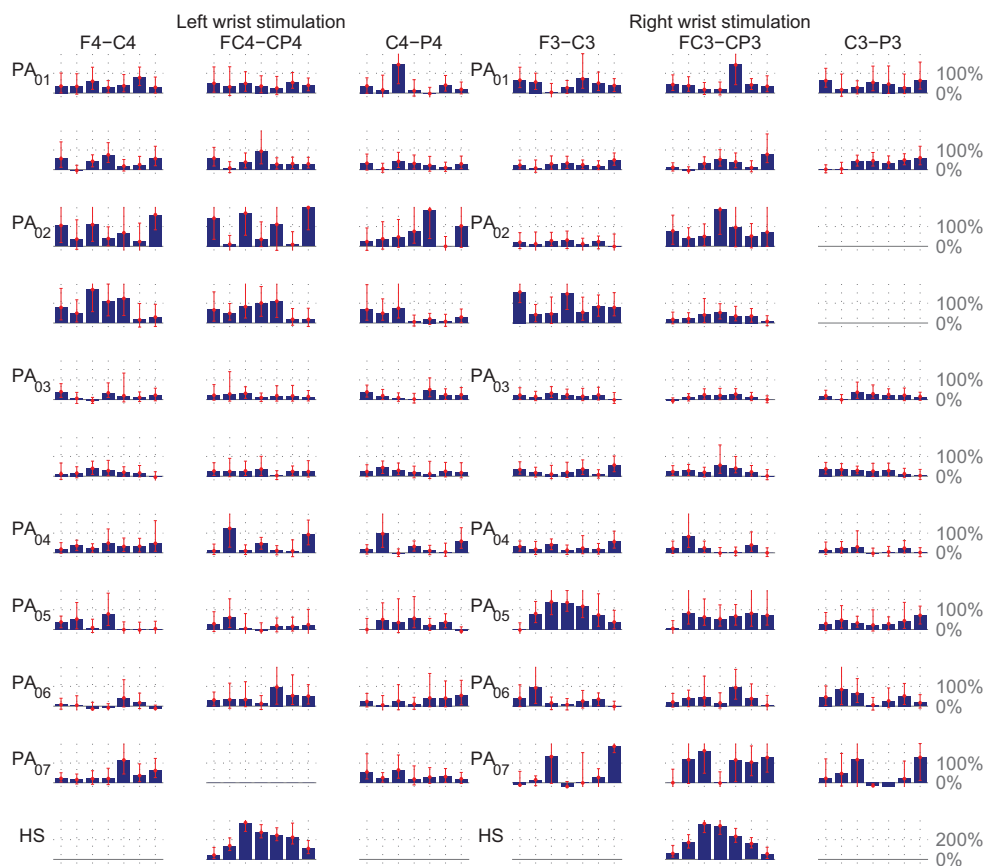 Left wrist stimulation Right wrist stimulation
F4−C4 FC4−CP4 C4−P4 F3−C3 FC3−CP3 C3−P3
PA01 PA01 100%
0%
100%
0%
PA02 PA02 100%
0%
100%
0%
PA03 PA03 100%
0%
100%
0%
PA04 PA04 100%
0%
PA05 PA05 100%
0%
PA06 PA06 100%
0%
PA07 PA07 100%
0%
HS HS 200%
0%